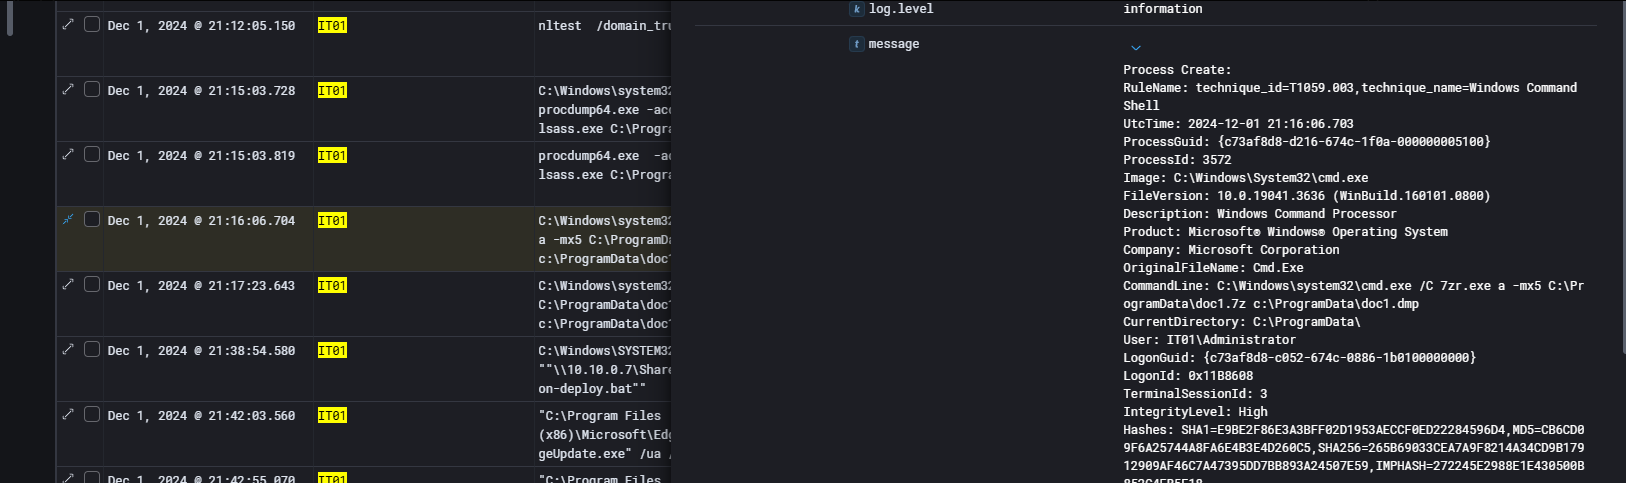 Dec 1, 2024 @ 21:12:05.150 IT01 nltest /domain_tru
Dec 1, 2024 @ 21:15:03.728 IT01 C:\Windows\system32
procdump64.exe -acc
lsass.exe C:\Progra
Dec 1, 2024 @ 21:15:03.819 IT01 procdump64.exe -ac
lsass.exe C:\Progra
Dec 1, 2024 @ 21:16:06.704 IT01 C:\Windows\system32
a -mx5 C:\ProgramDa
c:\ProgramData\doc1
Dec 1, 2024 @ 21:17:23.643 IT01 C:\Windows\system32
C:\ProgramData\doc1
c:\ProgramData\doc1
Dec 1, 2024 @ 21:38:54.580 IT01 C:\Windows\SYSTEM32
""\\10.10.0.7\Share
on-deploy.bat""
Dec 1, 2024 @ 21:42:03.560 IT01 "C:\Program Files
(x86)\Microsoft\Edg
geUpdate.exe" /ua /
Dec 1, 2024 @ 21:42:55.070 IT01 "C:\Program Files
k log.level information
t message
Process Create:
RuleName: technique_id=T1059.003,technique_name=Windows Command
Shell
UtcTime: 2024-12-01 21:16:06.703
ProcessGuid: {c73af8d8-d216-674c-1f0a-000000005100}
ProcessId: 3572
Image: C:\Windows\System32\cmd.exe
FileVersion: 10.0.19041.3636 (WinBuild.160101.0800)
Description: Windows Command Processor
Product: Microsoft® Windows® Operating System
Company: Microsoft Corporation
OriginalFileName: Cmd.Exe
CommandLine: C:\Windows\system32\cmd.exe /C 7zr.exe a -mx5 C:\Pr
ogramData\doc1.7z c:\ProgramData\doc1.dmp
CurrentDirectory: C:\ProgramData\
User: IT01\Administrator
LogonGuid: {c73af8d8-c052-674c-0886-1b0100000000}
LogonId: 0x11B8608
TerminalSessionId: 3
IntegrityLevel: High
Hashes: SHA1=E9BE2F86E3A3BFF02D1953AECCF0ED22284596D4,MD5=CB6CD0
9F6A25744A8FA6E4B3E4D260C5,SHA256=265B69033CEA7A9F8214A34CD9B179
12909AF46C7A47395DD7BB893A24507E59,IMPHASH=272245E2988E1E430500B